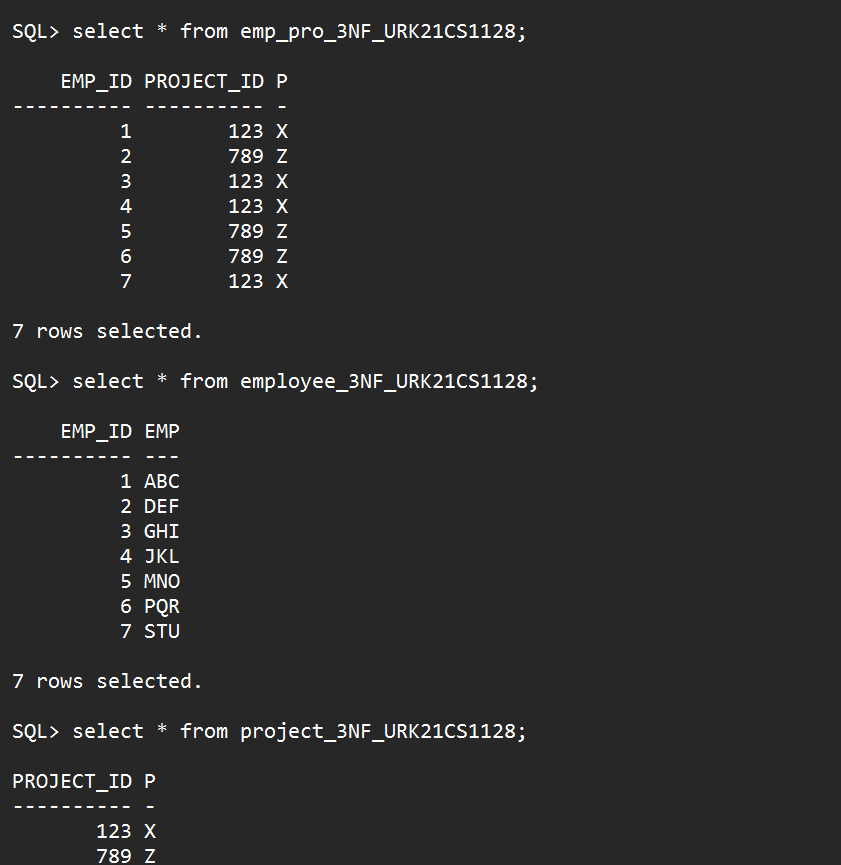 SQL> select * from emp_pro_3NF_URK21CS1128;
    EMP_ID PROJECT_ID P
---------- ---------- -
         1        123 X
         2        789 Z
         3        123 X
         4        123 X
         5        789 Z
         6        789 Z
         7        123 X
7 rows selected.
SQL> select * from employee_3NF_URK21CS1128;
    EMP_ID EMP
---------- ---
         1 ABC
         2 DEF
         3 GHI
         4 JKL
         5 MNO
         6 PQR
         7 STU
7 rows selected.
SQL> select * from project_3NF_URK21CS1128;
PROJECT_ID P
---------- -
       123 X
       789 Z